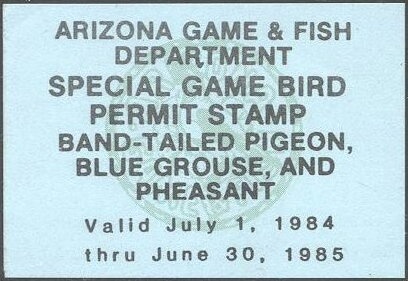 ARIZONA GAME & FISH
DEPARTMENT
SPECIAL GAME BIRD
PERMIT STAMP
BAND-TAILED PIGEON,
BLUE GROUSE, AND
PHEASANT
Valid July 1, 1984
thru June 30, 1985